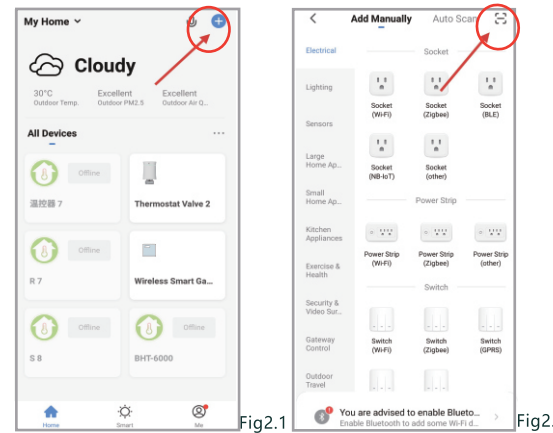 My Home
Cloudy
30°C Excellent Excellent
Outdoor Temp. Outdoor PM2.5 Outdoor Air Q...
All Devices
Offline
温控器 7 Thermostat Valve 2
Offline
R 7 Wireless Smart Ga...
Offline Offline
S 8 BHT-6000
Home Smart Me
Fig2.1
Add Manually Auto Scan
Electrical
Lighting
Sensors
Large
Home Ap...
Small
Home Ap...
Kitchen
Appliances
Exercise &
Health
Security &
Video Sur...
Gateway
Control
Outdoor
Travel
Socket
Socket Socket Socket
(Wi-Fi) (Zigbee) (BLE)
Socket Socket
(NB-IoT) (other)
Power Strip
Power Strip Power Strip Power Strip
(Wi-Fi) (Zigbee) (other)
Switch
Switch Switch Switch
(Wi-Fi) (Zigbee) (GPRS)
You are advised to enable Blueto...
Enable Bluetooth to add some Wi-Fi d...
Fig2.